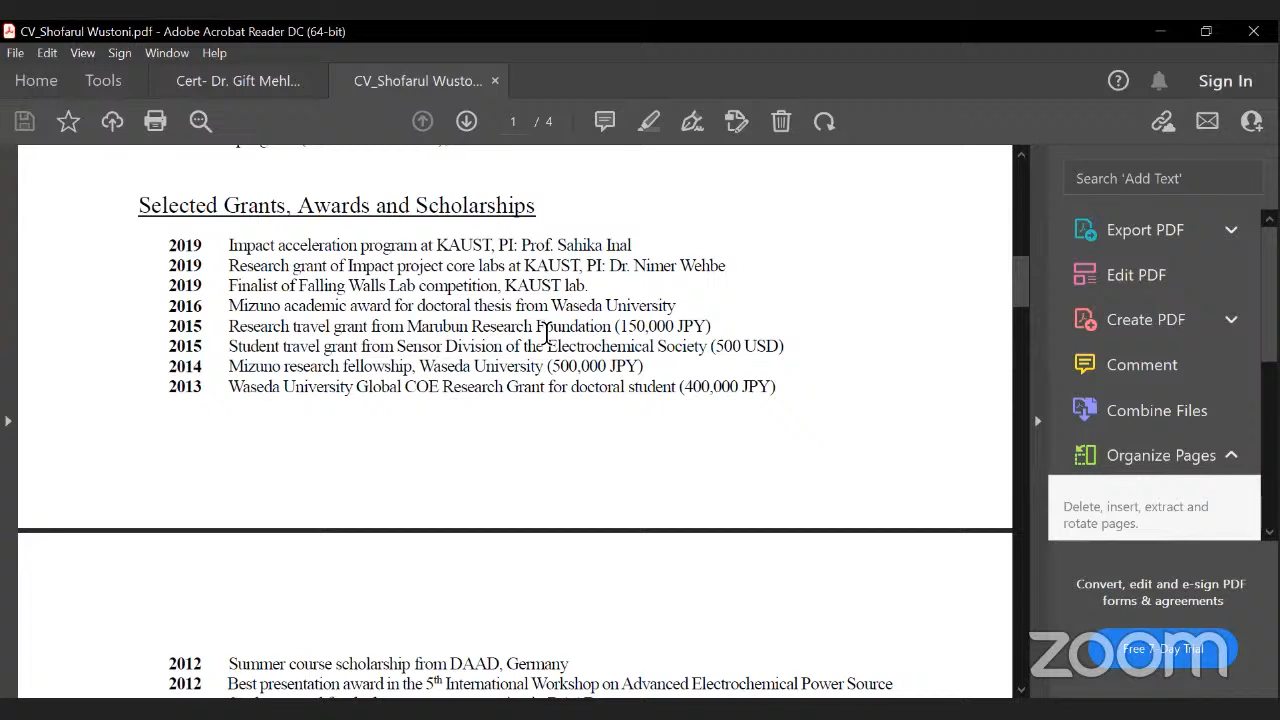 CV_Shofarul Wustoni.pdf - Adobe Acrobat Reader DC (64-bit)
File Edit View Sign Window Help
Home Tools Cert- Dr. Gift Mehl... CV_Shofarul Wusto... × Sign In
1 / 4
Selected Grants, Awards and Scholarships
2019 Impact acceleration program at KAUST, PI: Prof. Sahika Inal
2019 Research grant of Impact project core labs at KAUST, PI: Dr. Nimer Wehbe
2019 Finalist of Falling Walls Lab competition, KAUST lab.
2016 Mizuno academic award for doctoral thesis from Waseda University
2015 Research travel grant from Marubun Research Foundation (150,000 JPY)
2015 Student travel grant from Sensor Division of the Electrochemical Society (500 USD)
2014 Mizuno research fellowship, Waseda University (500,000 JPY)
2013 Waseda University Global COE Research Grant for doctoral student (400,000 JPY)
2012 Summer course scholarship from DAAD, Germany
2012 Best presentation award in the 5th International Workshop on Advanced Electrochemical Power Source
Search 'Add Text'
Export PDF
Edit PDF
Create PDF
Comment
Combine Files
Organize Pages
Delete, insert, extract and
rotate pages.
Convert, edit and e-sign PDF
forms & agreements
Free 7-Day Trial
zoom